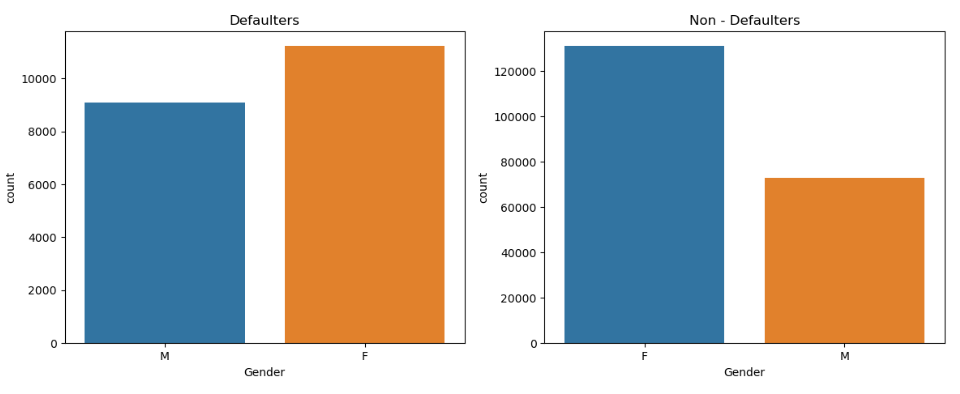 Defaulters
10000
8000
6000
4000
2000
0
count
M F
Gender
Non - Defaulters
120000
100000
80000
60000
40000
20000
0
count
F M
Gender